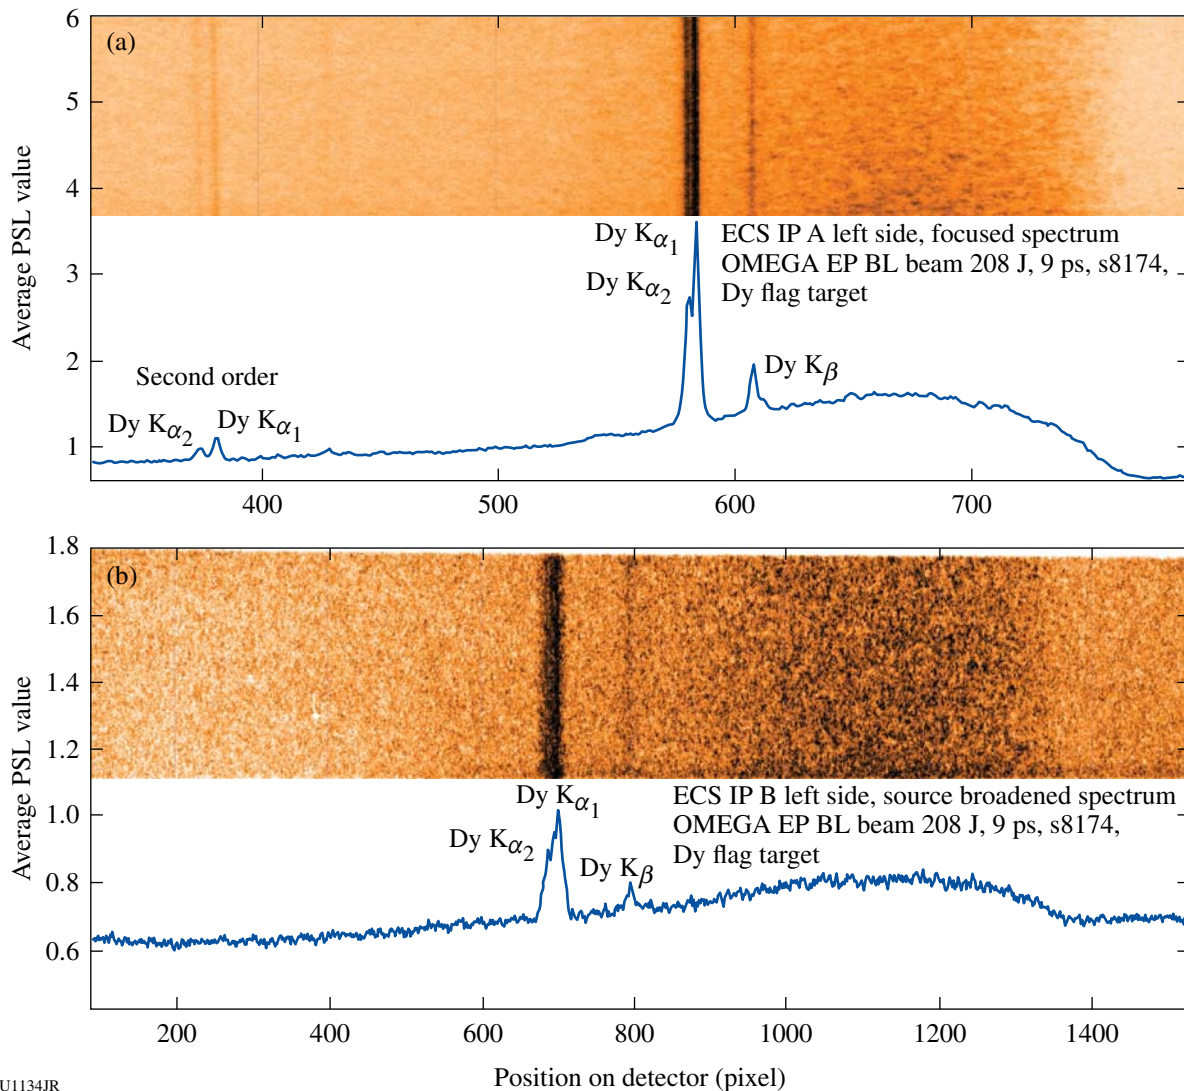 6
(a)
5
4
3
2
1
Average PSL value
Dy Kα1
Dy Kα2
ECS IP A left side, focused spectrum
OMEGA EP BL beam 208 J, 9 ps, s8174,
Dy flag target
Second order
Dy Kα2
Dy Kα1
Dy Kβ
400
500
600
700
1.8
(b)
1.6
1.4
1.2
1.0
0.8
0.6
Average PSL value
Dy Kα1
Dy Kα2
Dy Kβ
ECS IP B left side, source broadened spectrum
OMEGA EP BL beam 208 J, 9 ps, s8174,
Dy flag target
200
400
600
800
1000
1200
1400
Position on detector (pixel)
U1134JR